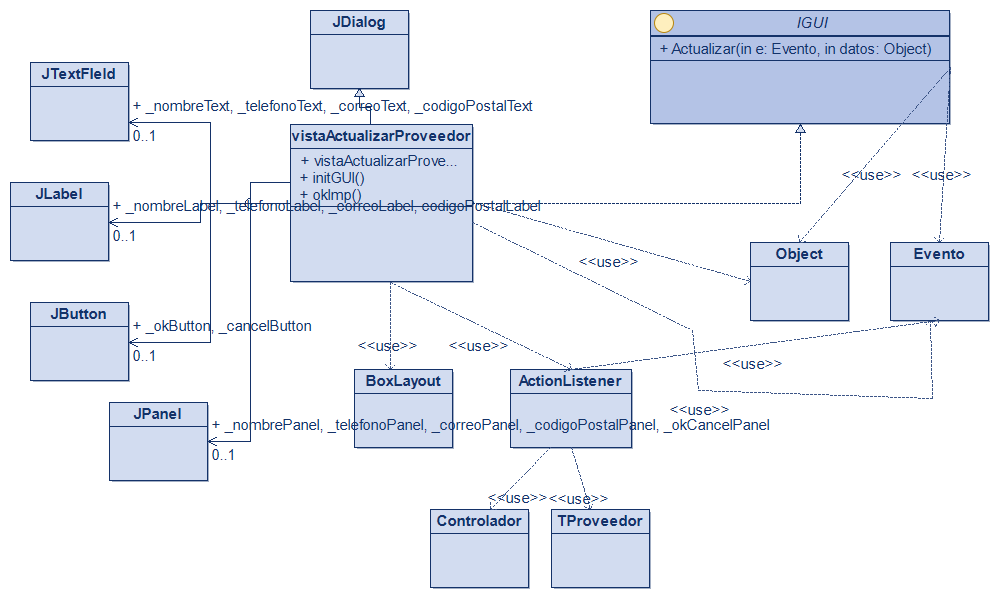 JDialog
IGUI
+ Actualizar(in e: Evento, in datos: Object)
JTextFIeld
+ _nombreText, _telefonoText, _correoText, _codigoPostalText
0..1
vistaActualizarProveedor
+ vistaActualizarProve...
+ initGUI()
+ okImp()
JLabel
+ _nombreLabel, _telefonoLabel, _correoLabel, codigoPostalLabel
0..1
<<use>>
<<use>>
Object
Evento
<<use>>
JButton
+ _okButton, _cancelButton
0..1
<<use>>
<<use>>
<<use>>
BoxLayout
ActionListener
<<use>>
JPanel
+ _nombrePanel, _telefonoPanel, _correoPanel, _codigoPostalPanel, _okCancelPanel
0..1
<<use>>
<<use>>
Controlador
TProveedor